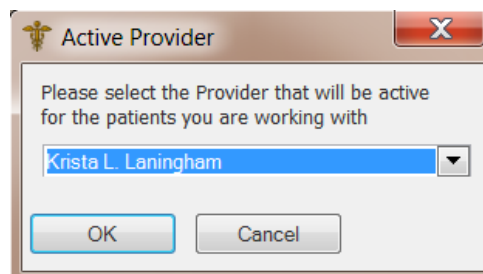 Active Provider
Please select the Provider that will be active
for the patients you are working with
Krista L. Laningham
OK
Cancel